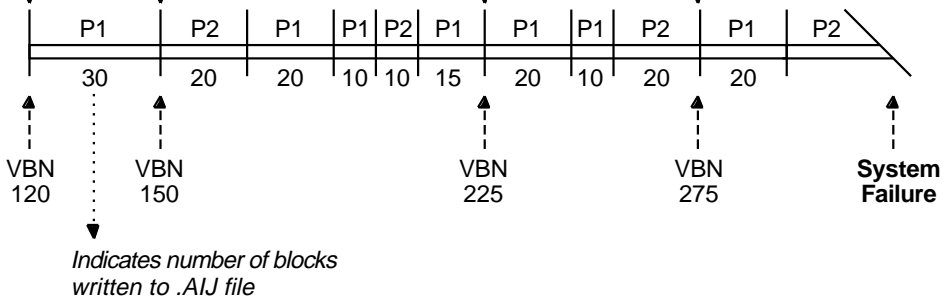 P1 P2 P1 P1 P2 P1 P1 P1 P2 P1 P2
30 20 20 10 10 15 20 10 20 20
VBN VBN VBN VBN System
120 150 225 275 Failure
Indicates number of blocks
written to .AIJ file